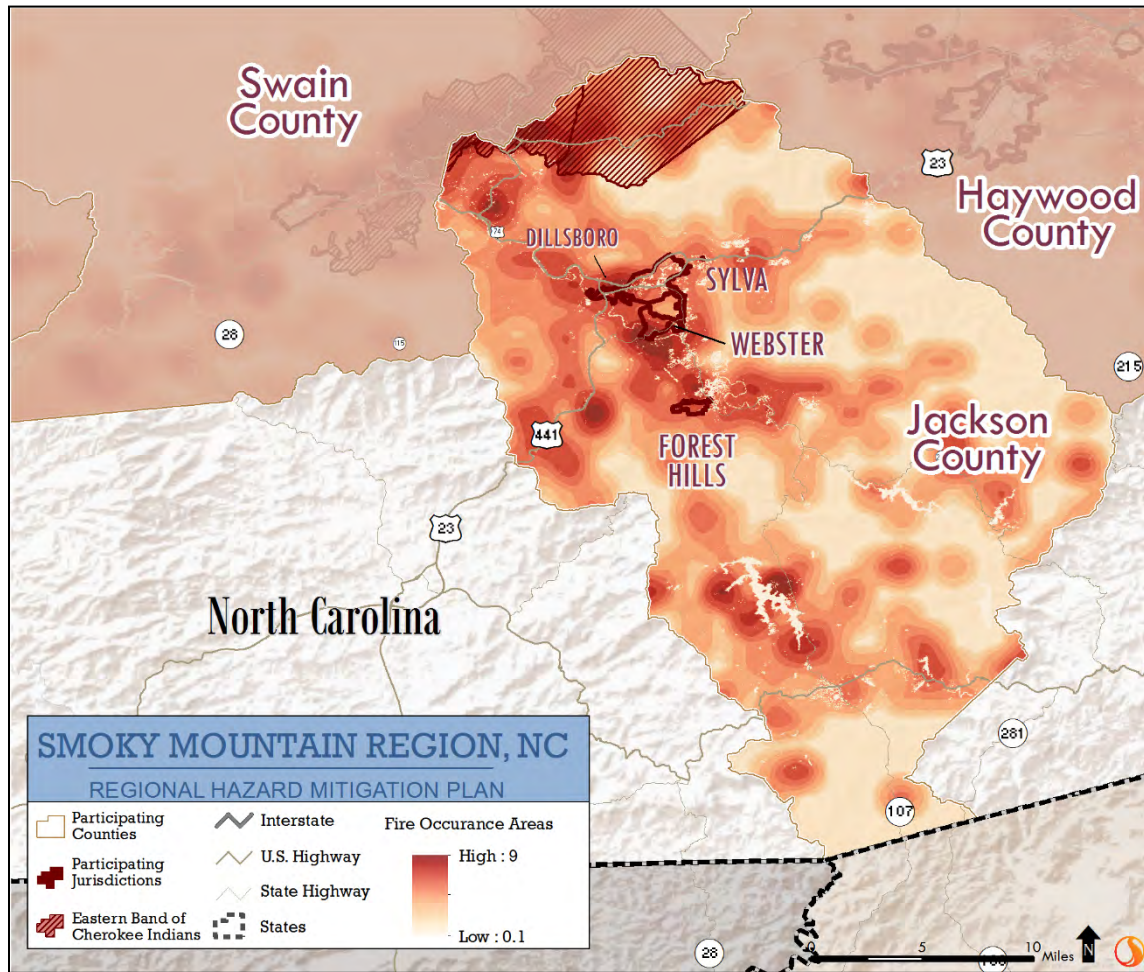 Swain
County
23
Haywood
County
74
DILLSBORO
SYLVA
28
115
WEBSTER
215
441
FOREST
HILLS
Jackson
County
23
North Carolina
281
107
SMOKY MOUNTAIN REGION, NC
REGIONAL HAZARD MITIGATION PLAN
Participating
Counties
Participating
Jurisdictions
Eastern Band of
Cherokee Indians
Interstate
U.S. Highway
State Highway
States
Fire Occurance Areas
High : 9
Low : 0.1
28
0
5
10
Miles
N